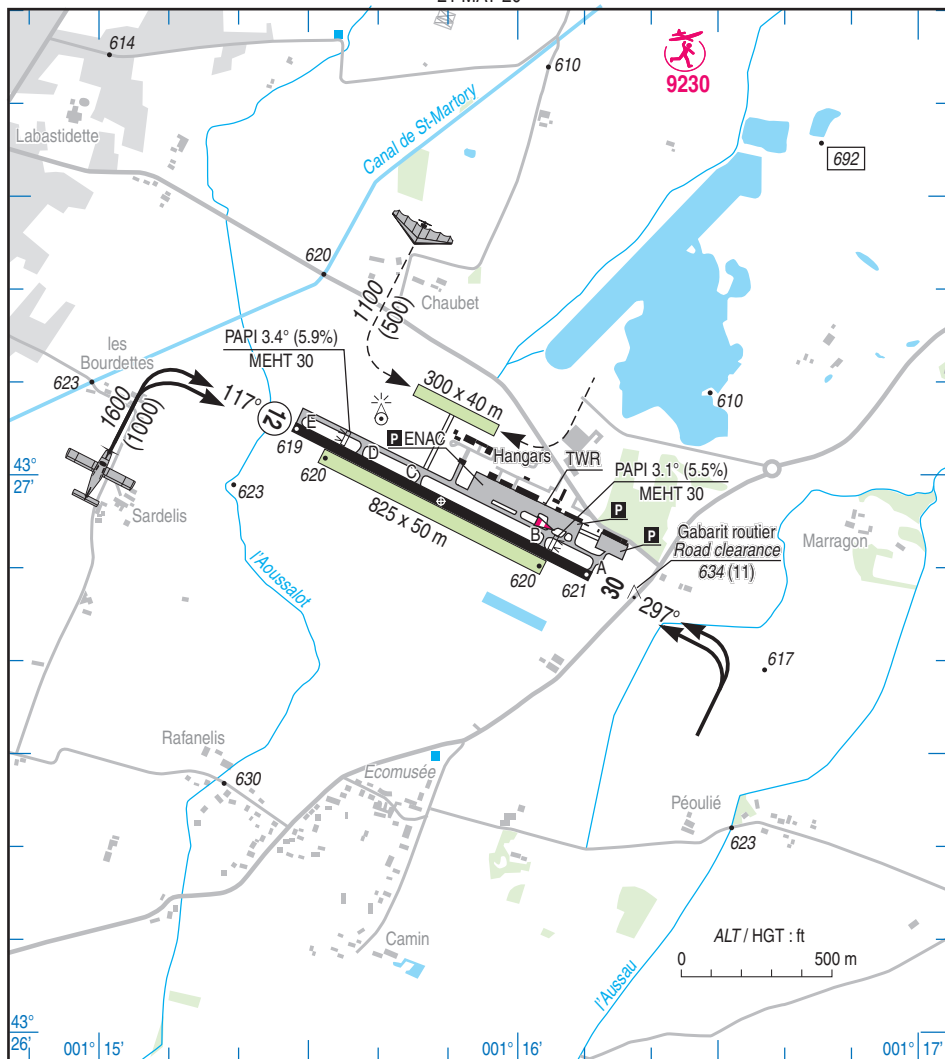 614
610
9230
Labastidette
Canal de St-Martory
692
620
1100
(500)
Chaubet
PAPI 3.4° (5.9%)
MEHT 30
les
Bourdettes
623
1600
(1000)
117°
12
300 x 40 m
610
E
619
P ENAC
Hangars
TWR
D
620
C
PAPI 3.1° (5.5%)
MEHT 30
43°
27'
623
Sardelis
825 x 50 m
P
P
B
A
Gabarit routier
Road clearance
634 (11)
Marragon
620
621
30
297°
l'Aoussalot
617
Rafanelis
630
Ecomusée
Péoulié
623
Camin
ALT / HGT : ft
0 500 m
l'Aussau
43°
26'
001° 15'
001° 16'
001° 17'